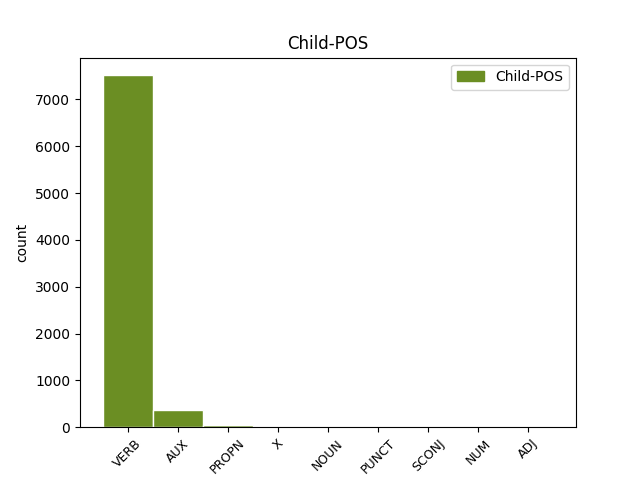 Child-POS
Child-POS
7000
6000
5000
4000
3000
2000
1000
0
count
VERB
AUX
PROPN
X
NOUN
PUNCT
SCONJ
NUM
ADJ